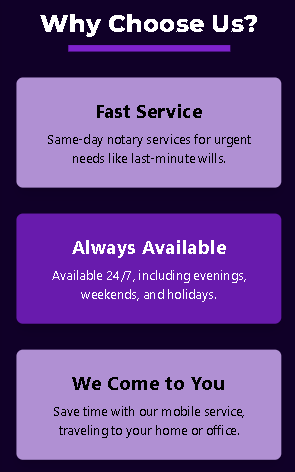 Why Choose Us?
Fast Service
Same-day notary services for urgent
needs like last-minute wills.
Always Available
Available 24/7, including evenings,
weekends, and holidays.
We Come to You
Save time with our mobile service,
traveling to your home or office.